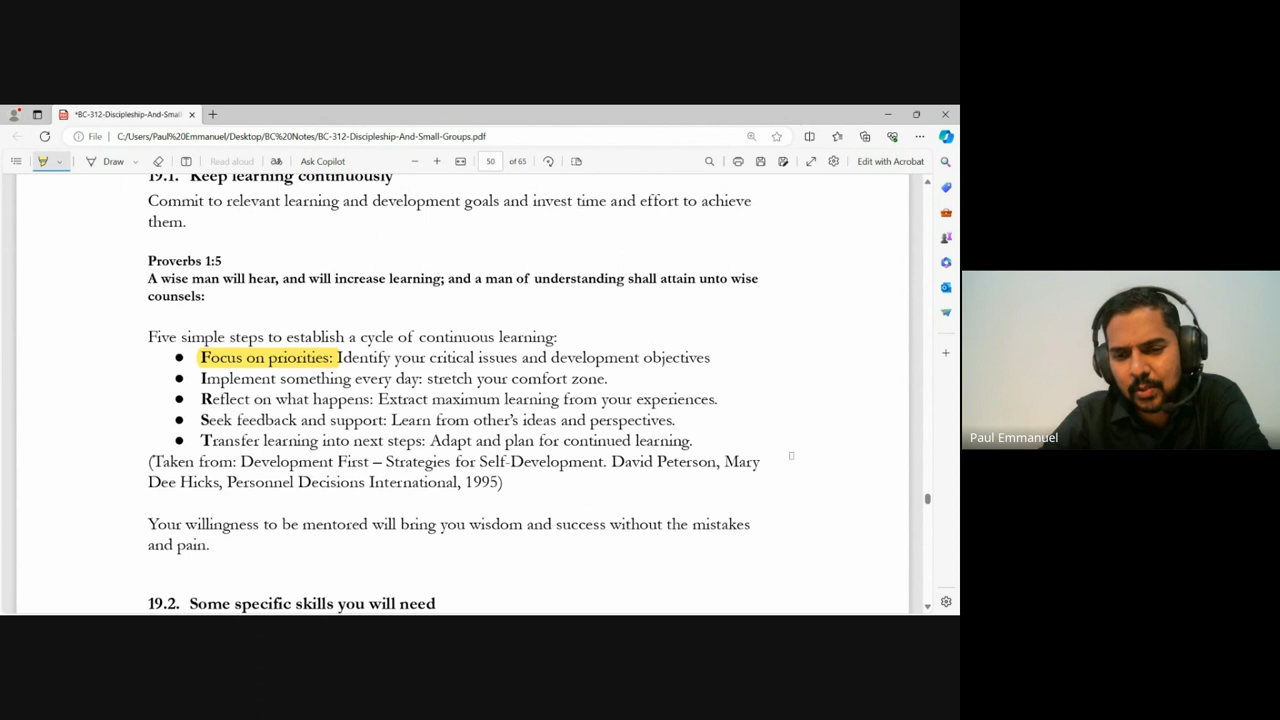 *BC-312-Discipleship-And-Smal
File
C:/Users/Paul%20Emmanuel/Desktop/BC%20Notes/BC-312-Discipleship-And-Small-Groups.pdf
Draw
Read aloud
Ask Copilot
50 of 65
Edit with Acrobat
19.1. Keep learning continuously
Commit to relevant learning and development goals and invest time and effort to achieve
them.
Proverbs 1:5
A wise man will hear, and will increase learning; and a man of understanding shall attain unto wise
counsels:
Five simple steps to establish a cycle of continuous learning:
● Focus on priorities: Identify your critical issues and development objectives
● Implement something every day: stretch your comfort zone.
● Reflect on what happens: Extract maximum learning from your experiences.
● Seek feedback and support: Learn from other's ideas and perspectives.
● Transfer learning into next steps: Adapt and plan for continued learning.
(Taken from: Development First – Strategies for Self-Development. David Peterson, Mary
Dee Hicks, Personnel Decisions International, 1995)
Your willingness to be mentored will bring you wisdom and success without the mistakes
and pain.
19.2. Some specific skills you will need
Paul Emmanuel